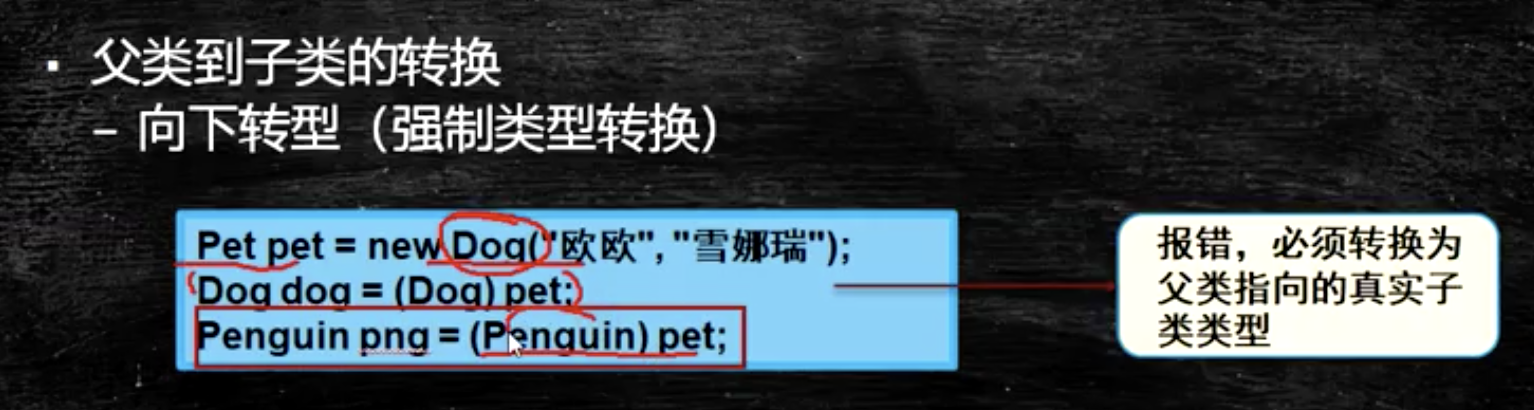 ▪ 父类到子类的转换
– 向下转型（强制类型转换）
Pet pet = new Dog("欧欧", "雪娜瑞");
Dog dog = (Dog) pet;
Penguin png = (Penguin) pet;
报错，必须转换为
父类指向的真实子
类类型